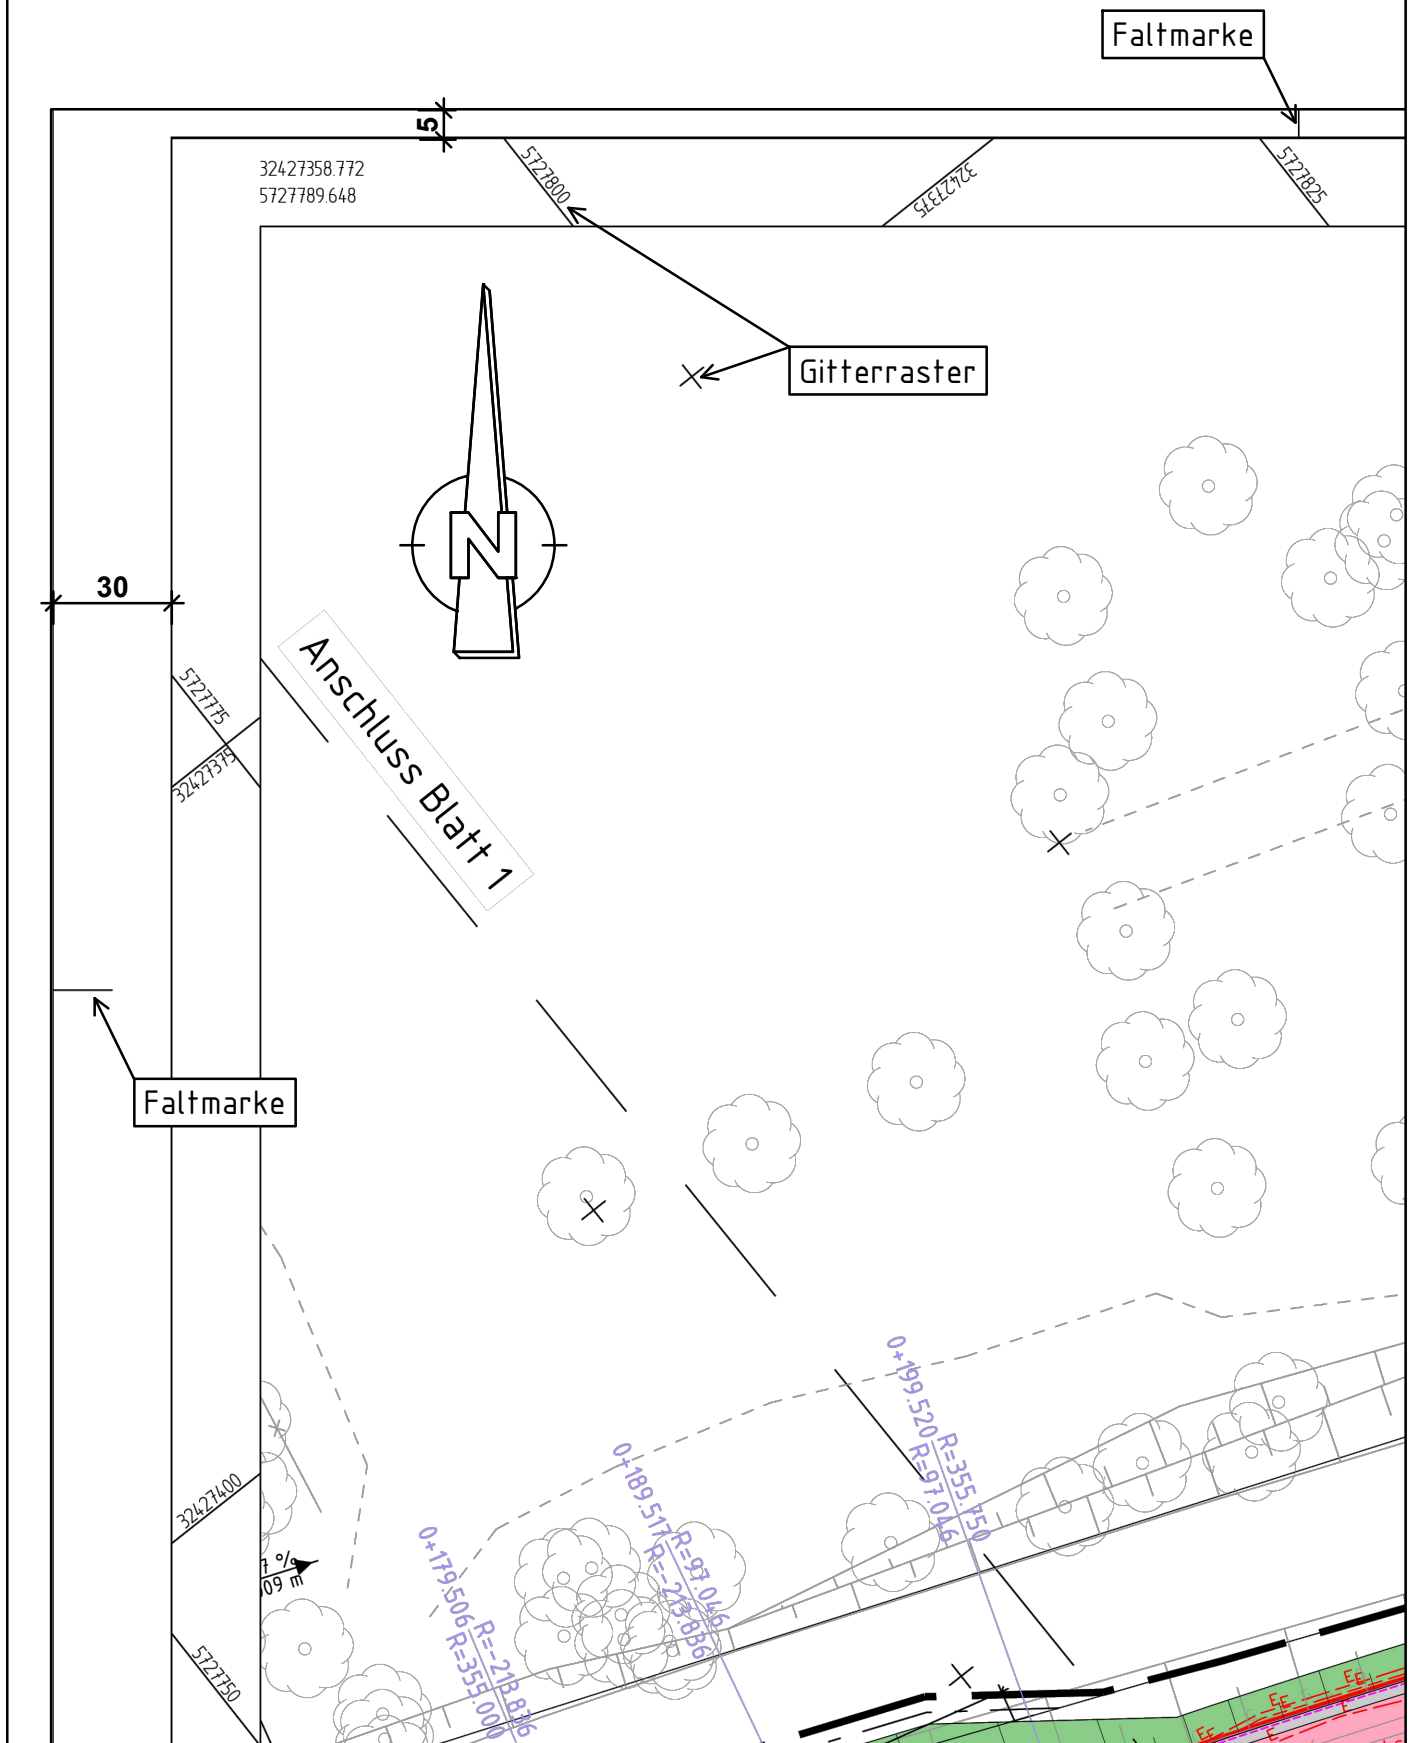 Faltmarke
5
32427358.772
5727789.648
5727800
32427375
5727825
Gitterraster
N
30
Anschluss Blatt 1
5727775
32427375
Faltmarke
0+199.520
R=355.750
R=97.046
0+189.517
R=97.046
R=-213.836
0+179.506
R=-213.836
R=355.000
32427400
7 %
09 m
5727750
E
E
E
E
E
E
E